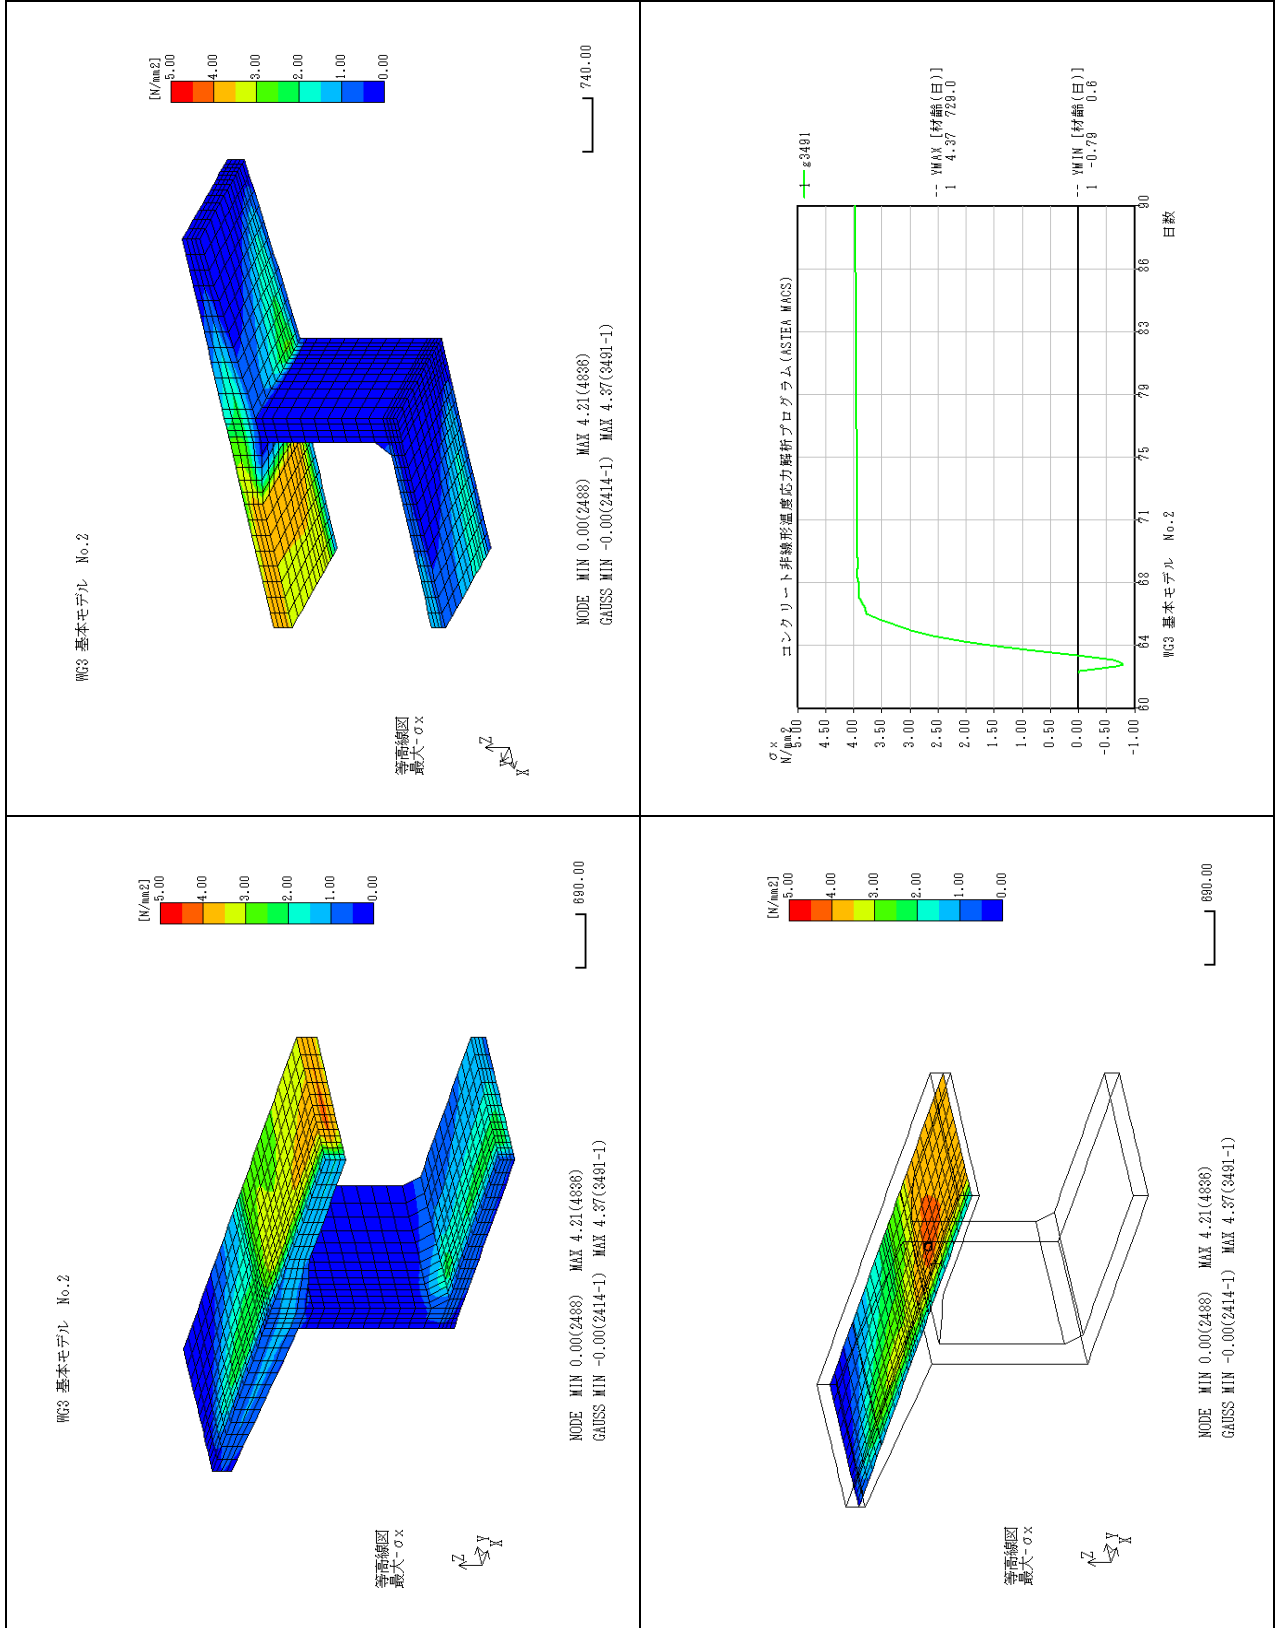 WG3 基本モデル No.2
[N/mm2]
5.00
4.00
3.00
2.00
1.00
0.00
等高線図
最大-σx
Z
Y
X
NODE MIN 0.00(2488) MAX 4.21(4836)
GAUSS MIN -0.00(2414-1) MAX 4.37(3491-1)
690.00
WG3 基本モデル No.2
[N/mm2]
5.00
4.00
3.00
2.00
1.00
0.00
等高線図
最大-σx
Z
Y
X
NODE MIN 0.00(2488) MAX 4.21(4836)
GAUSS MIN -0.00(2414-1) MAX 4.37(3491-1)
740.00
[N/mm2]
5.00
4.00
3.00
2.00
1.00
0.00
等高線図
最大-σx
Z
Y
X
NODE MIN 0.00(2488) MAX 4.21(4836)
GAUSS MIN -0.00(2414-1) MAX 4.37(3491-1)
690.00
コンクリート非線形温度応力解析プログラム(ASTEA MACS)
σx
N/mm2
5.00
4.50
4.00
3.50
3.00
2.50
2.00
1.50
1.00
0.50
0.00
-0.50
-1.00
60 64 68 71 75 79 83 86 90
日数
1 g3491
-- YMAX [材齢(日)]
1 4.37 729.0
-- YMIN [材齢(日)]
1 -0.79 0.6
WG3 基本モデル No.2